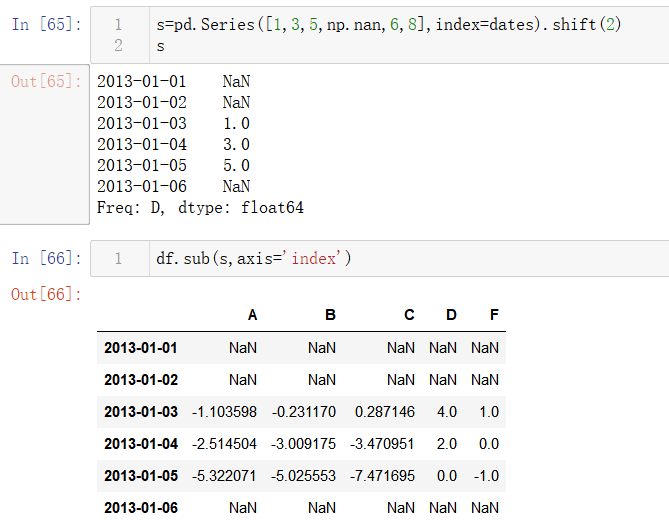 In [65]: 1 s=pd.Series([1,3,5,np.nan,6,8],index=dates).shift(2)
2 s
Out[65]: 2013-01-01 NaN
2013-01-02 NaN
2013-01-03 1.0
2013-01-04 3.0
2013-01-05 5.0
2013-01-06 NaN
Freq: D, dtype: float64
In [66]: 1 df.sub(s,axis='index')
Out[66]:
A B C D F
2013-01-01 NaN NaN NaN NaN NaN
2013-01-02 NaN NaN NaN NaN NaN
2013-01-03 -1.103598 -0.231170 0.287146 4.0 1.0
2013-01-04 -2.514504 -3.009175 -3.470951 2.0 0.0
2013-01-05 -5.322071 -5.025553 -7.471695 0.0 -1.0
2013-01-06 NaN NaN NaN NaN NaN